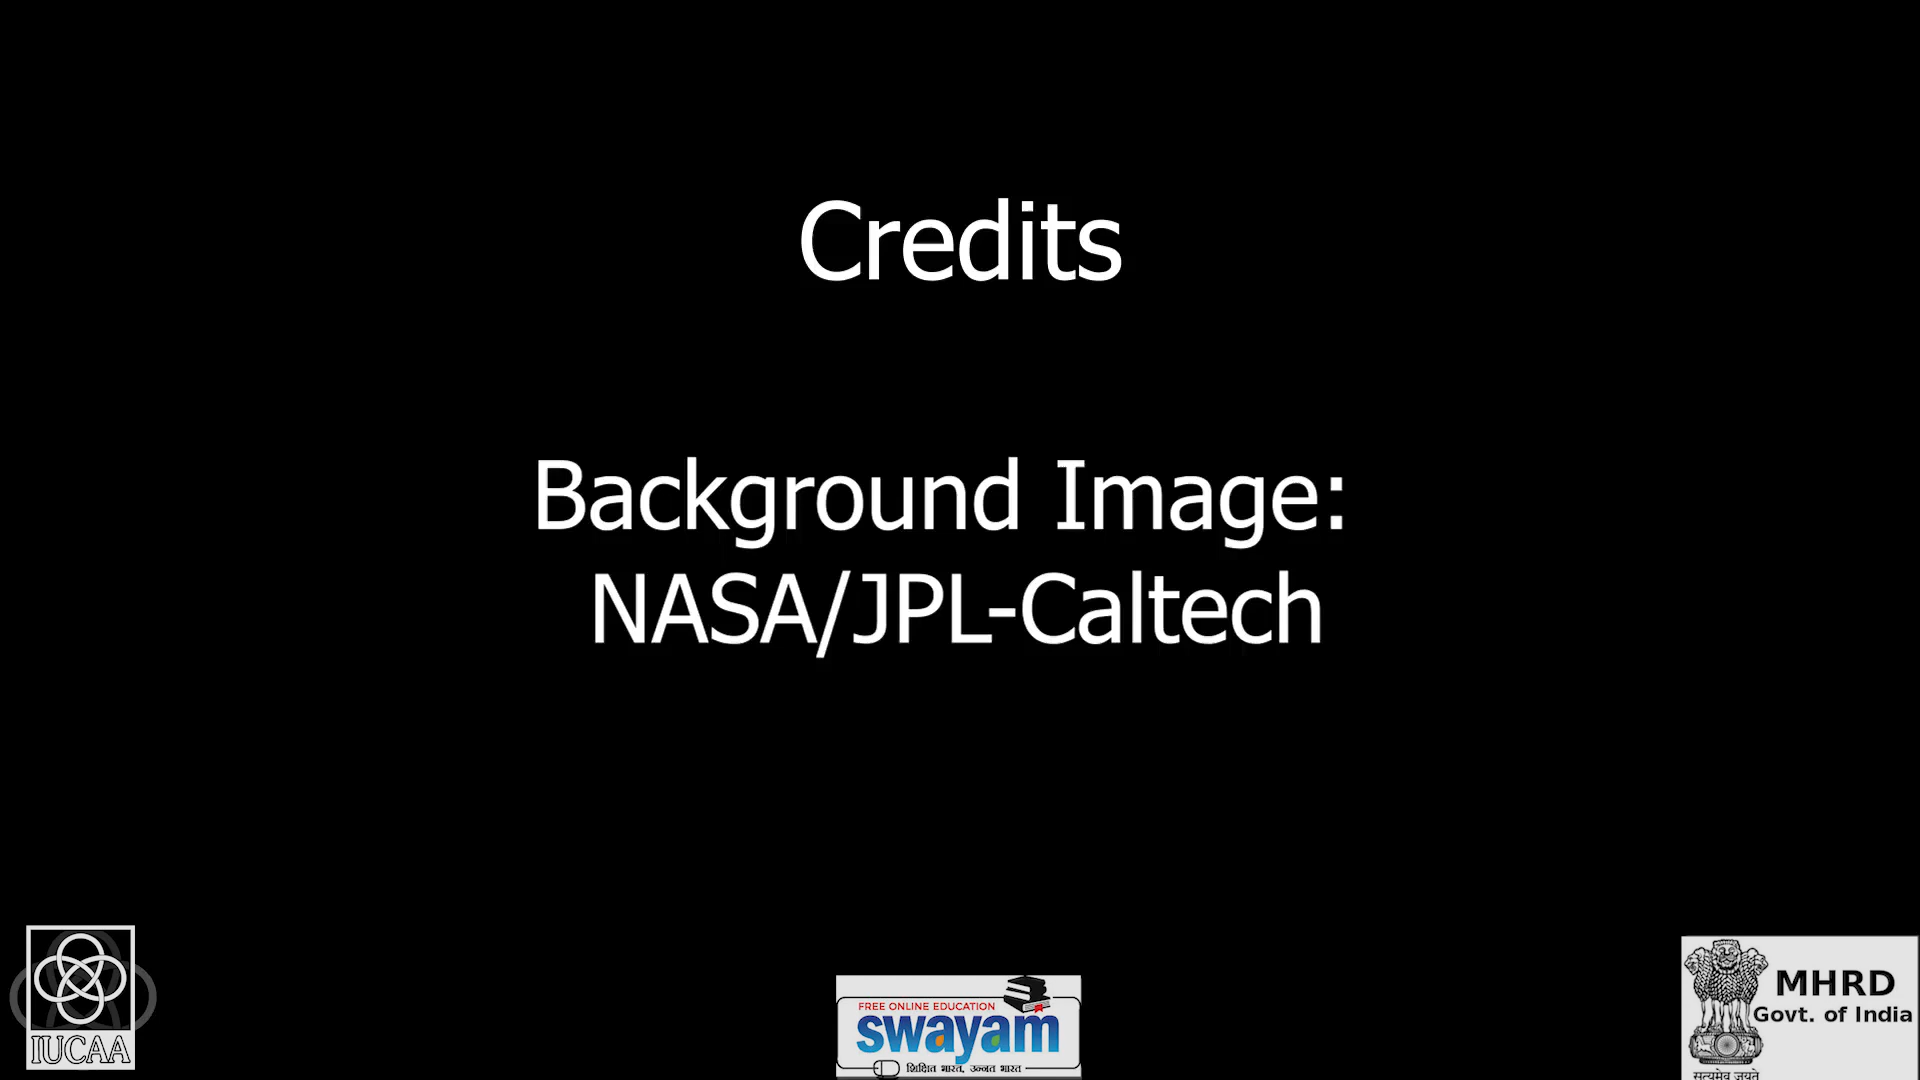 Credits
Background Image:
NASA/JPL-Caltech
IUCAA
FREE ONLINE EDUCATION
swayam
शिक्षित भारत, उन्नत भारत
MHRD
Govt. of India
सत्यमेव जयते